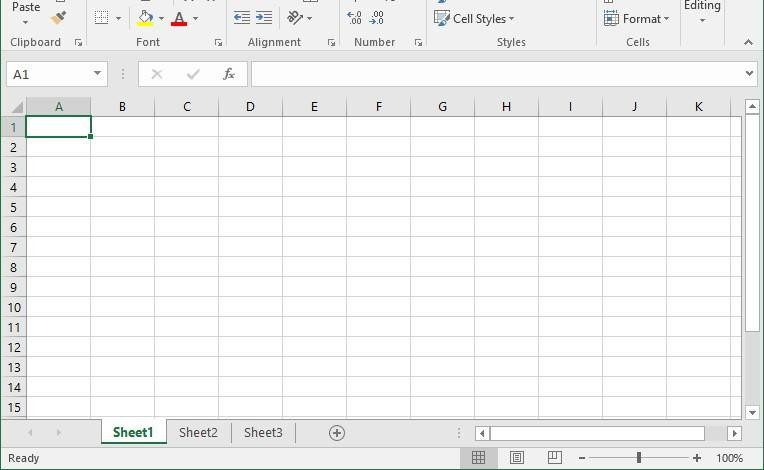 Paste
Cell Styles
Format
Editing
Clipboard
Font
Alignment
Number
Styles
Cells
A1
fx
A B C D E F G H I J K
1
2
3
4
5
6
7
8
9
10
11
12
13
14
15
Sheet1 Sheet2 Sheet3
Ready
100%